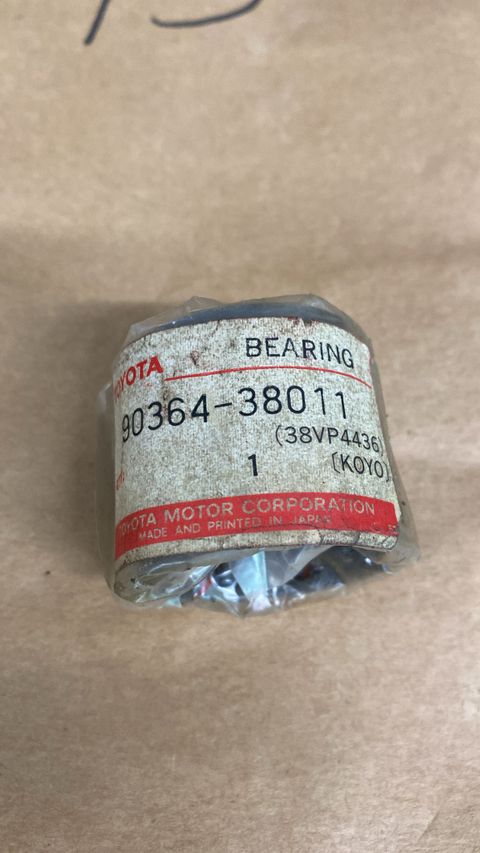 TOYOTA
BEARING
90364-38011
(38VP4436)
1
(KOYO)
TOYOTA MOTOR CORPORATION
MADE AND PRINTED IN JAPAN